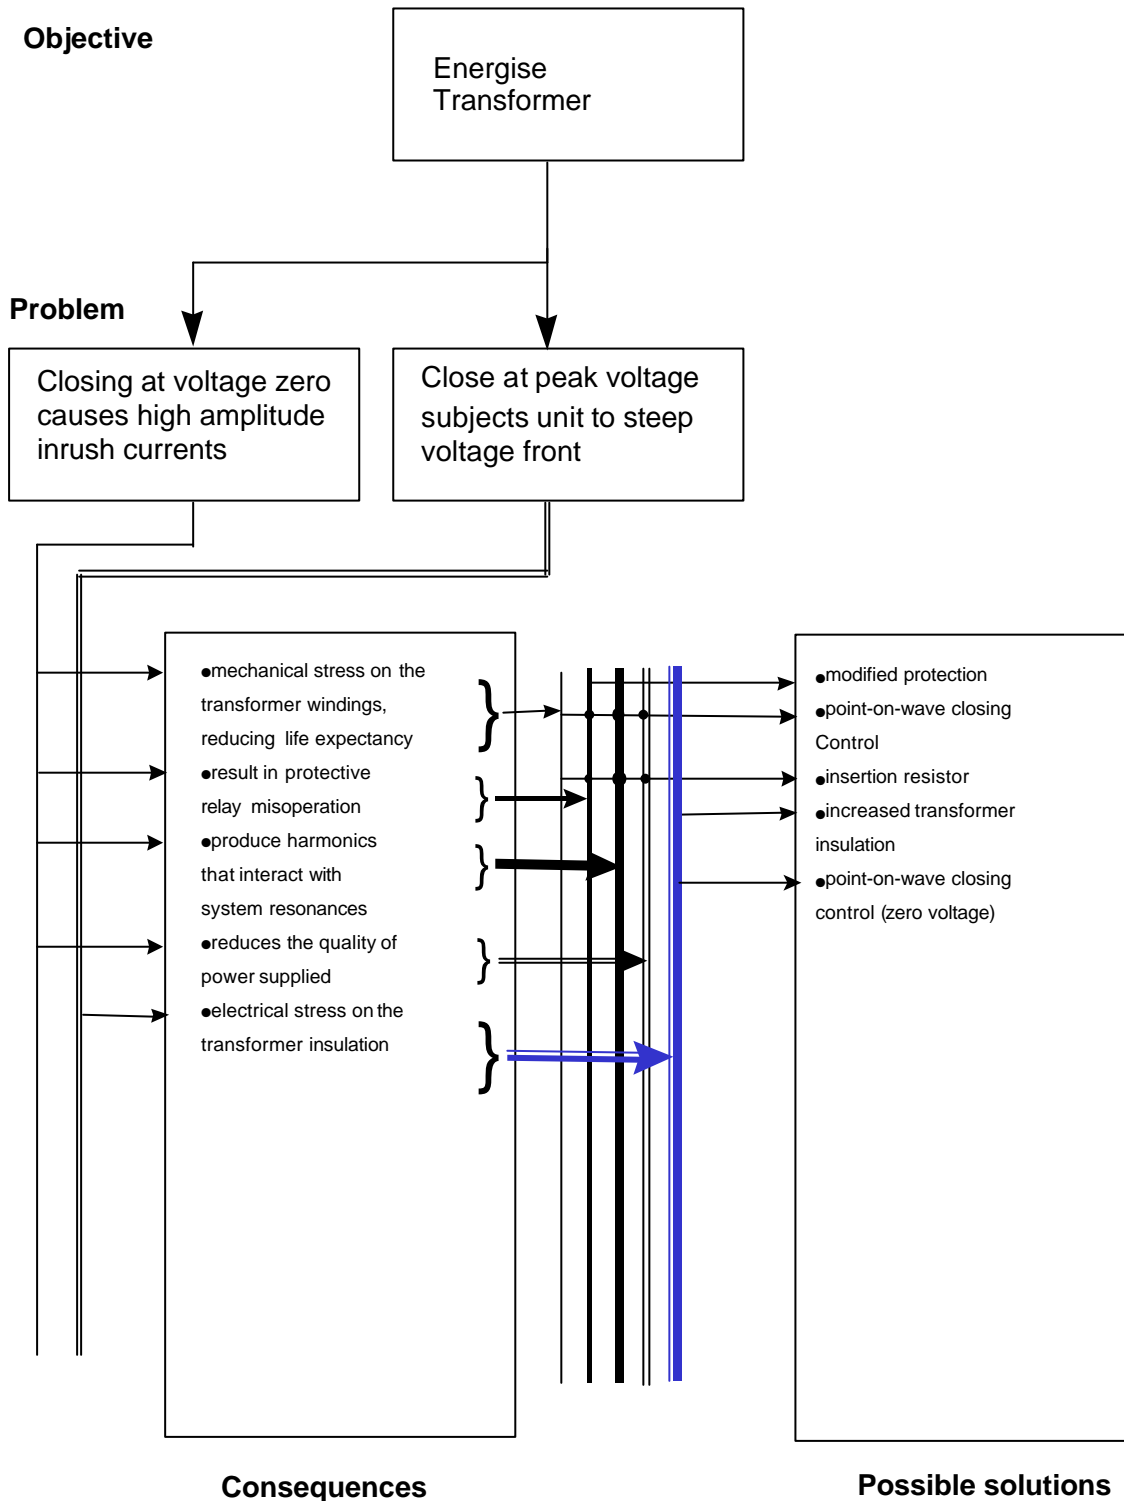 Objective
Energise
Transformer
Problem
Closing at voltage zero
causes high amplitude
inrush currents
Close at peak voltage
subjects unit to steep
voltage front
●mechanical stress on the
transformer windings,
reducing life expectancy
●result in protective
relay misoperation
●produce harmonics
that interact with
system resonances
●reduces the quality of
power supplied
●electrical stress on the
transformer insulation
●modified protection
●point-on-wave closing
Control
●insertion resistor
●increased transformer
insulation
●point-on-wave closing
control (zero voltage)
Consequences
Possible solutions